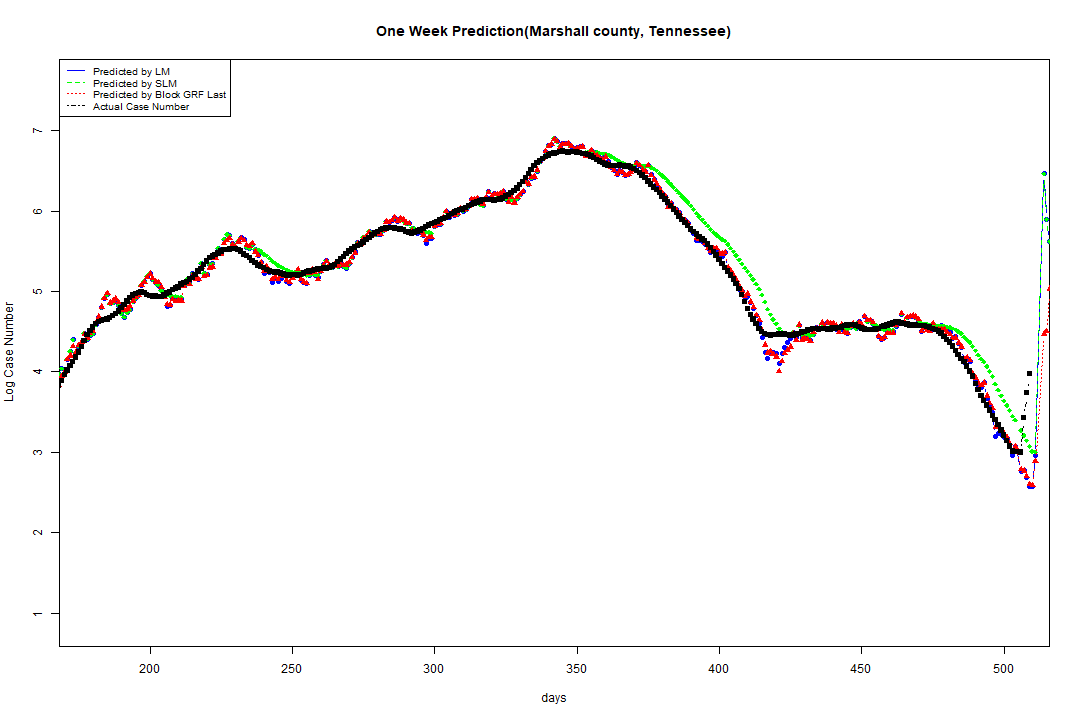 One Week Prediction(Marshall county, Tennessee)
Predicted by LM
Predicted by SLM
Predicted by Block GRF Last
Actual Case Number
7
6
5
4
3
2
1
Log Case Number
200 250 300 350 400 450 500
days